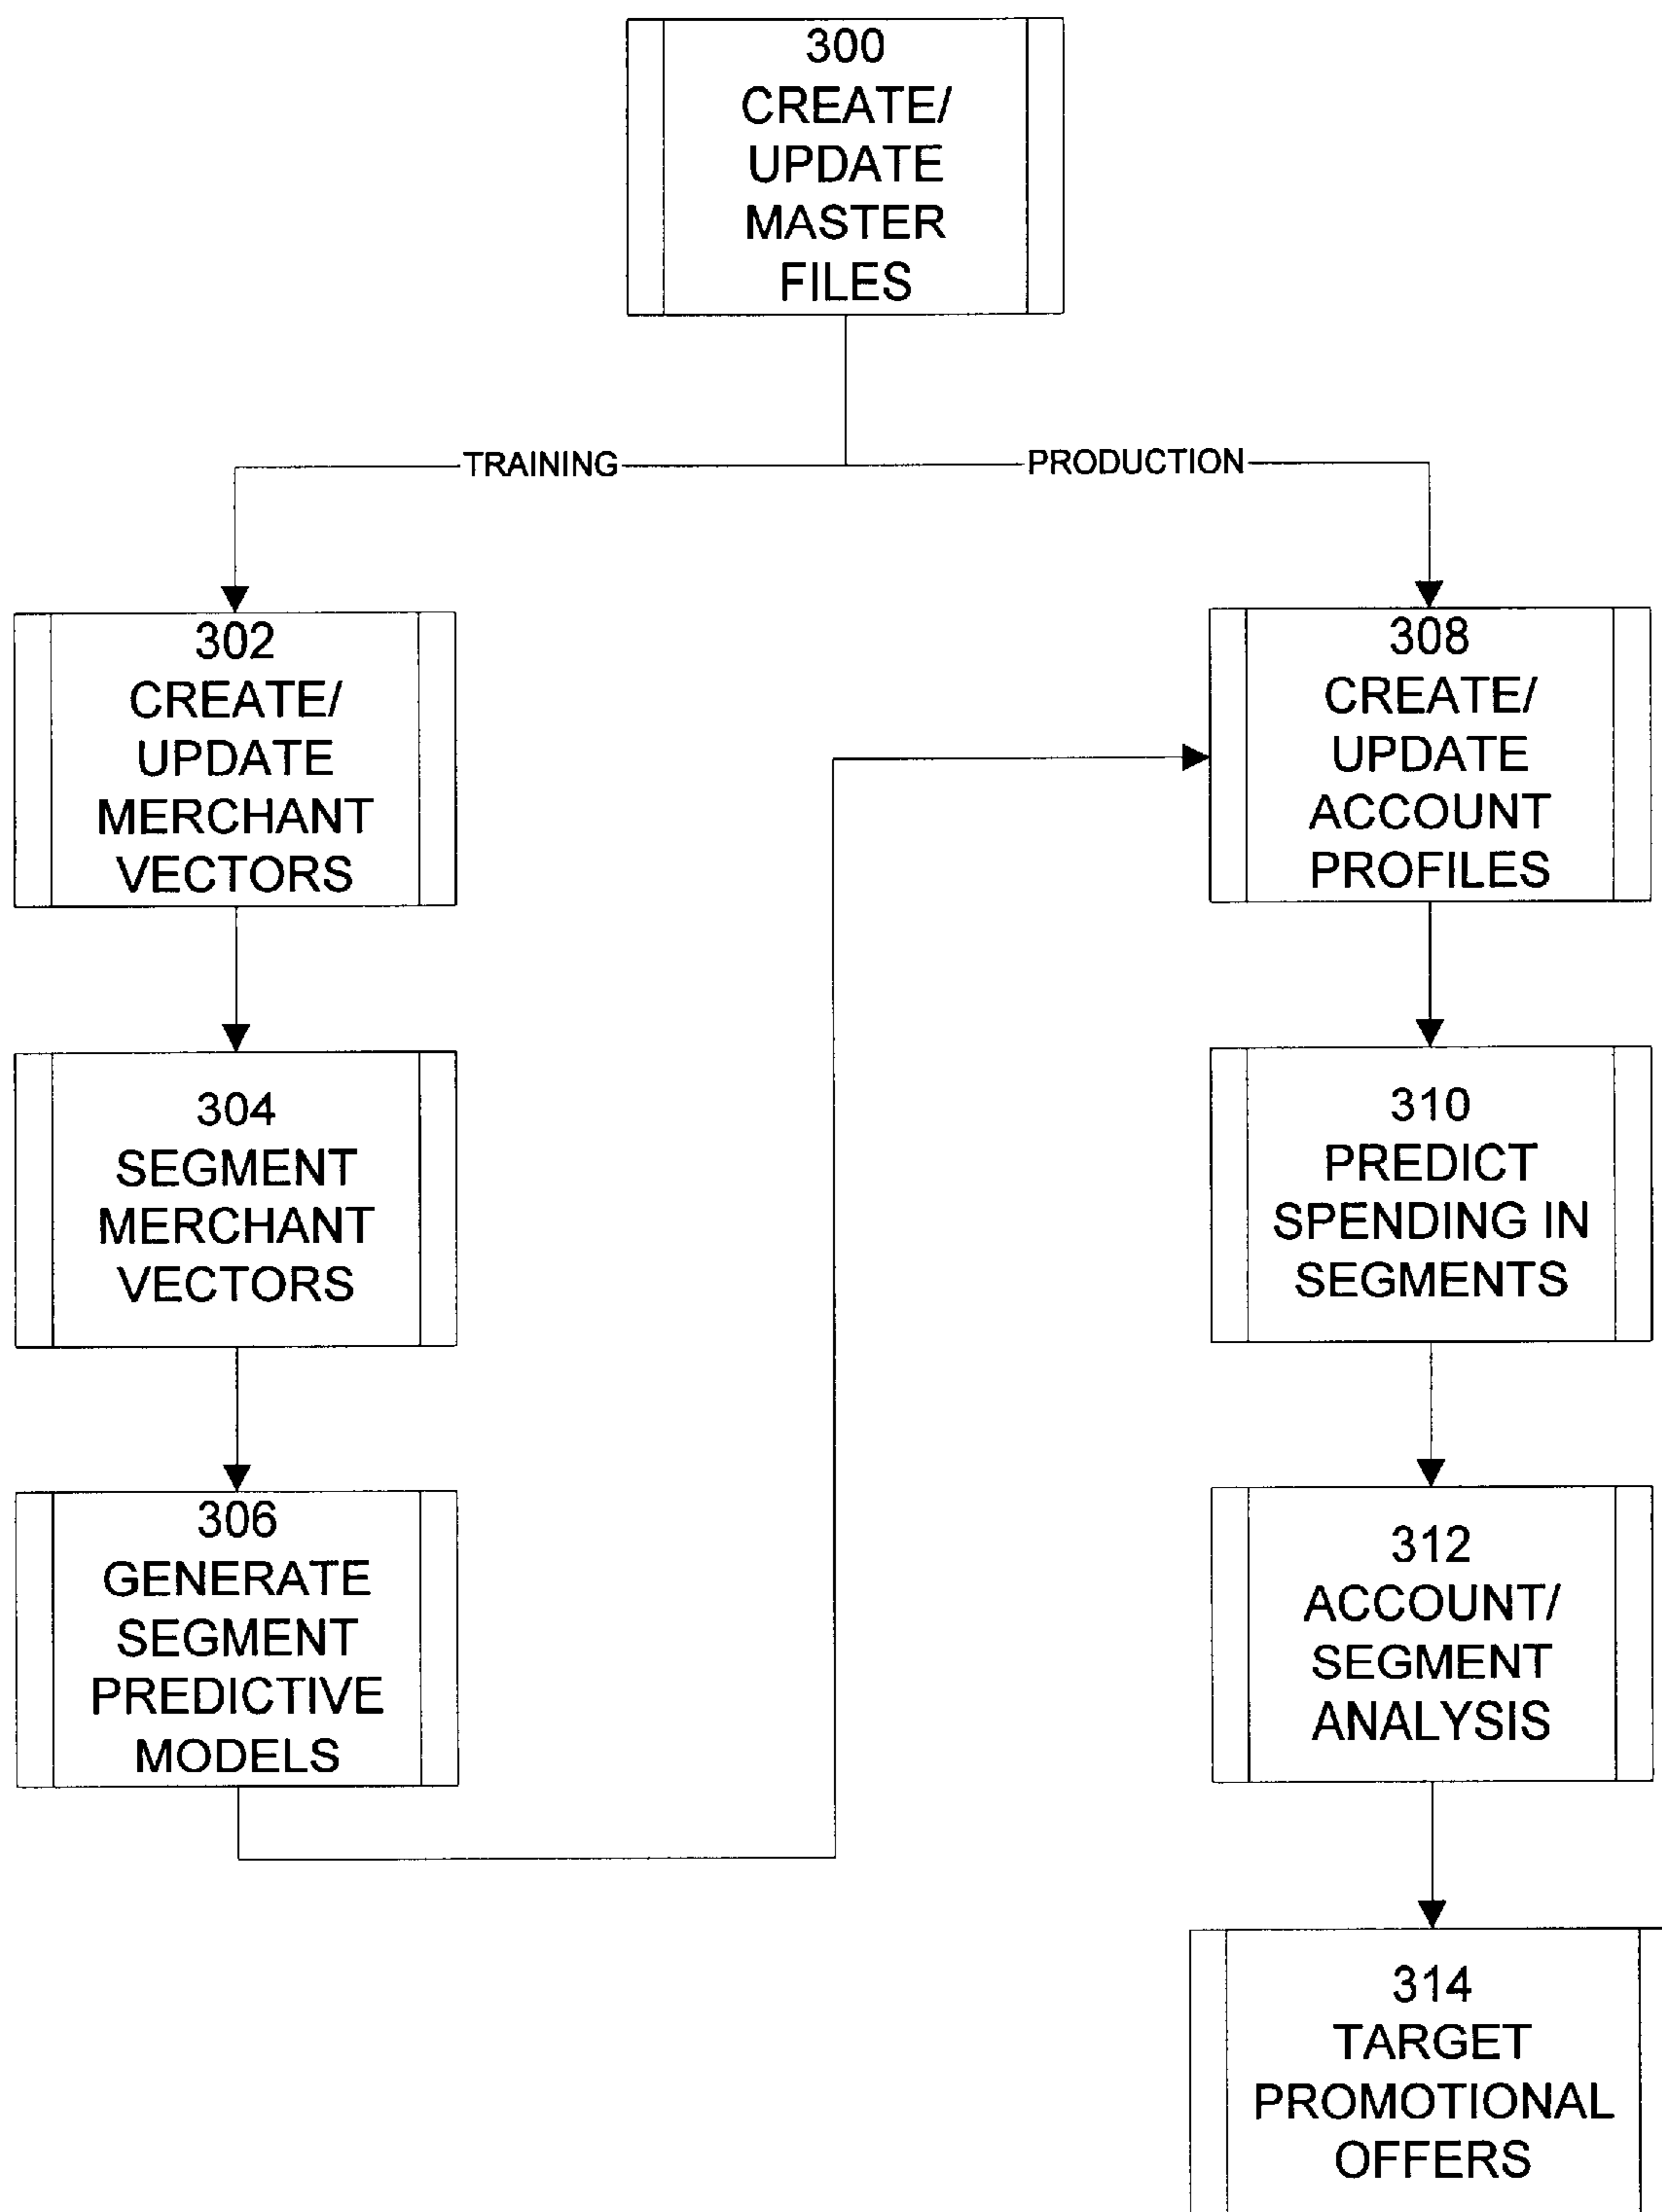 300
CREATE/
UPDATE
MASTER
FILES
TRAINING
PRODUCTION
302
CREATE/
UPDATE
MERCHANT
VECTORS
304
SEGMENT
MERCHANT
VECTORS
306
GENERATE
SEGMENT
PREDICTIVE
MODELS
308
CREATE/
UPDATE
ACCOUNT
PROFILES
310
PREDICT
SPENDING IN
SEGMENTS
312
ACCOUNT/
SEGMENT
ANALYSIS
314
TARGET
PROMOTIONAL
OFFERS